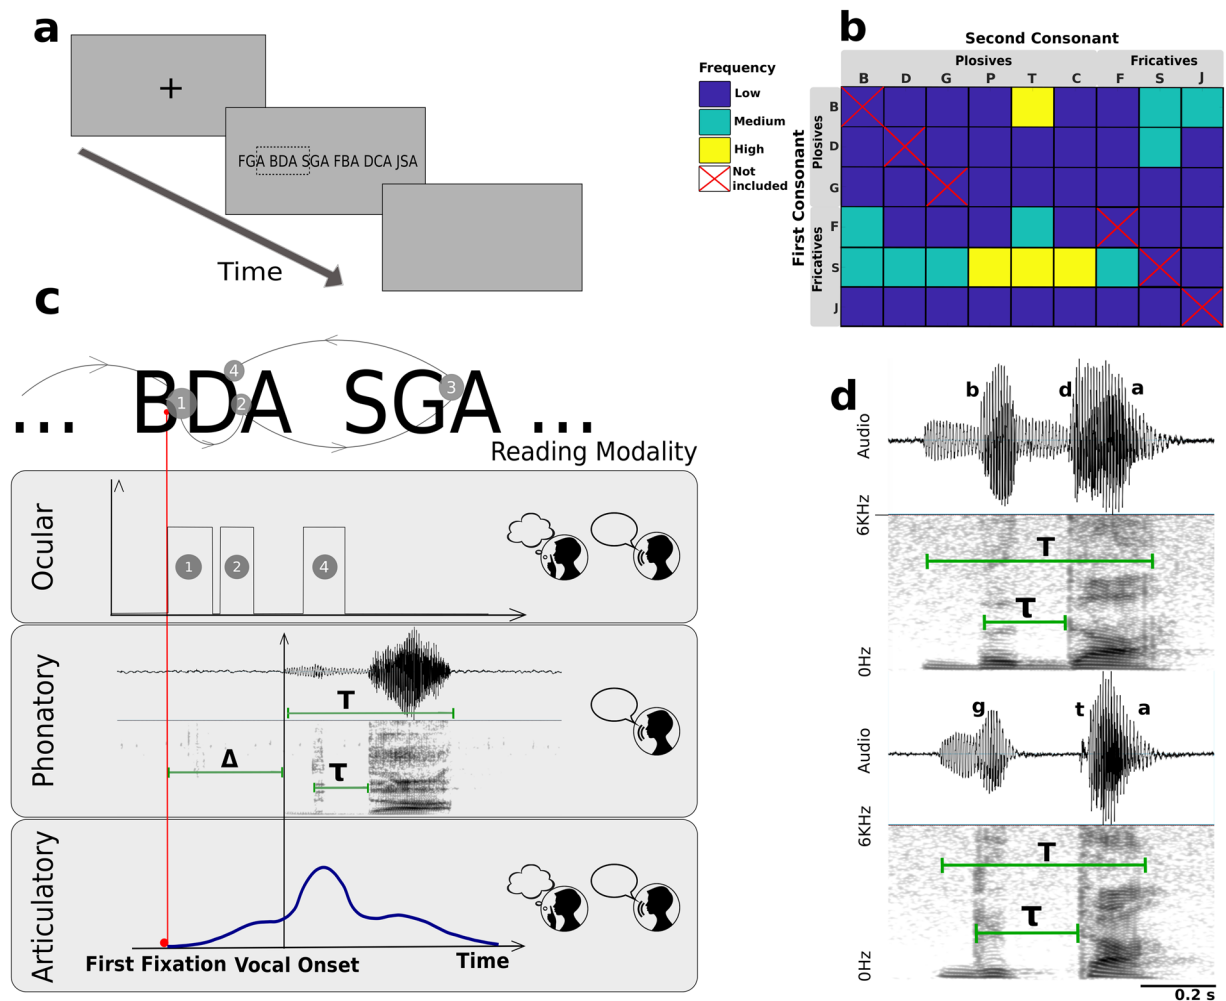 a
+
FGA BDA SGA FBA DCA JSA
Time
b
Frequency
Low
Medium
High
Not
included
Second Consonant
Plosives
Fricatives
B D G P T C F S J
First Consonant
Plosives
Fricatives
B
D
G
F
S
J
c
... BDA SGA ...
1
2
3
4
Reading Modality
Ocular
1 2 4
Phonatory
T
Δ
τ
Articulatory
First Fixation Vocal Onset Time
d
Audio
b d a
6KHz
T
τ
0Hz
Audio
g t a
6KHz
T
τ
0Hz
0.2 s